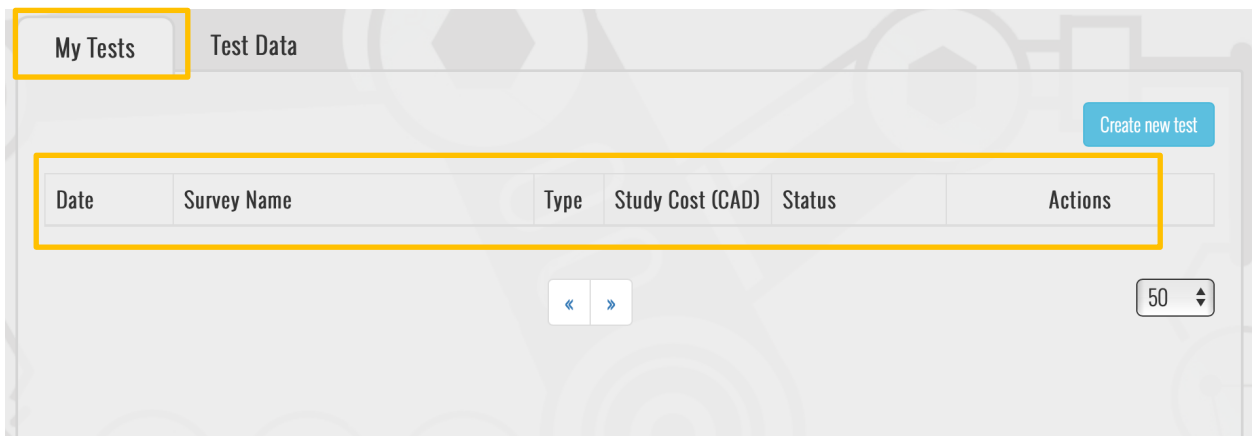 My Tests Test Data
Create new test
Date Survey Name Type Study Cost (CAD) Status Actions
« » 50